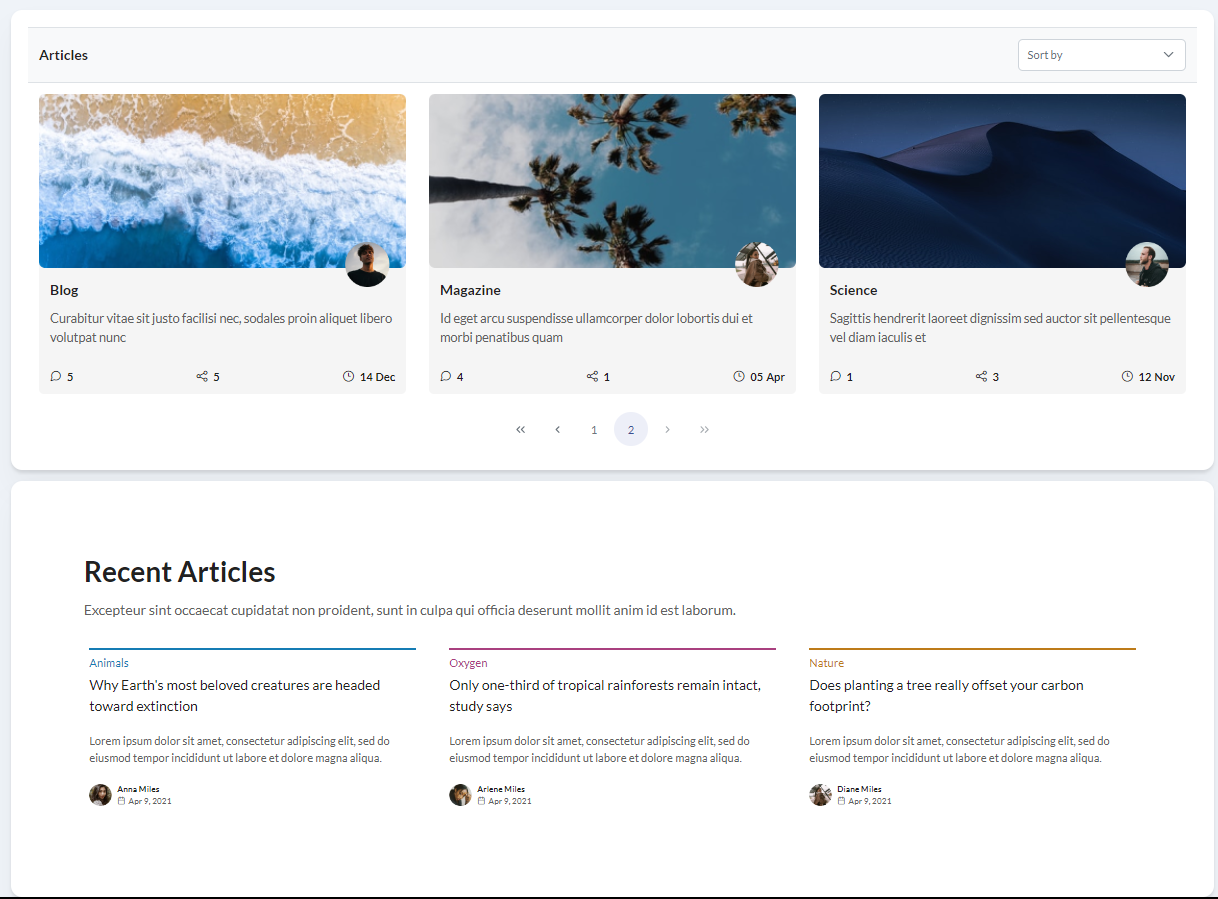 Articles
Sort by
Blog
Curabitur vitae sit justo facilisi nec, sodales proin aliquet libero
volutpat nunc
5 5 14 Dec
Magazine
Id eget arcu suspendisse ullamcorper dolor lobortis dui et
morbi penatibus quam
4 1 05 Apr
Science
Sagittis hendrerit laoreet dignissim sed auctor sit pellentesque
vel diam iaculis et
1 3 12 Nov
1 2
Recent Articles
Excepteur sint occaecat cupidatat non proident, sunt in culpa qui officia deserunt mollit anim id est laborum.
Animals
Why Earth's most beloved creatures are headed
toward extinction
Lorem ipsum dolor sit amet, consectetur adipiscing elit, sed do
eiusmod tempor incididunt ut labore et dolore magna aliqua.
Anna Miles
Apr 9, 2021
Oxygen
Only one-third of tropical rainforests remain intact,
study says
Lorem ipsum dolor sit amet, consectetur adipiscing elit, sed do
eiusmod tempor incididunt ut labore et dolore magna aliqua.
Arlene Miles
Apr 9, 2021
Nature
Does planting a tree really offset your carbon
footprint?
Lorem ipsum dolor sit amet, consectetur adipiscing elit, sed do
eiusmod tempor incididunt ut labore et dolore magna aliqua.
Diane Miles
Apr 9, 2021